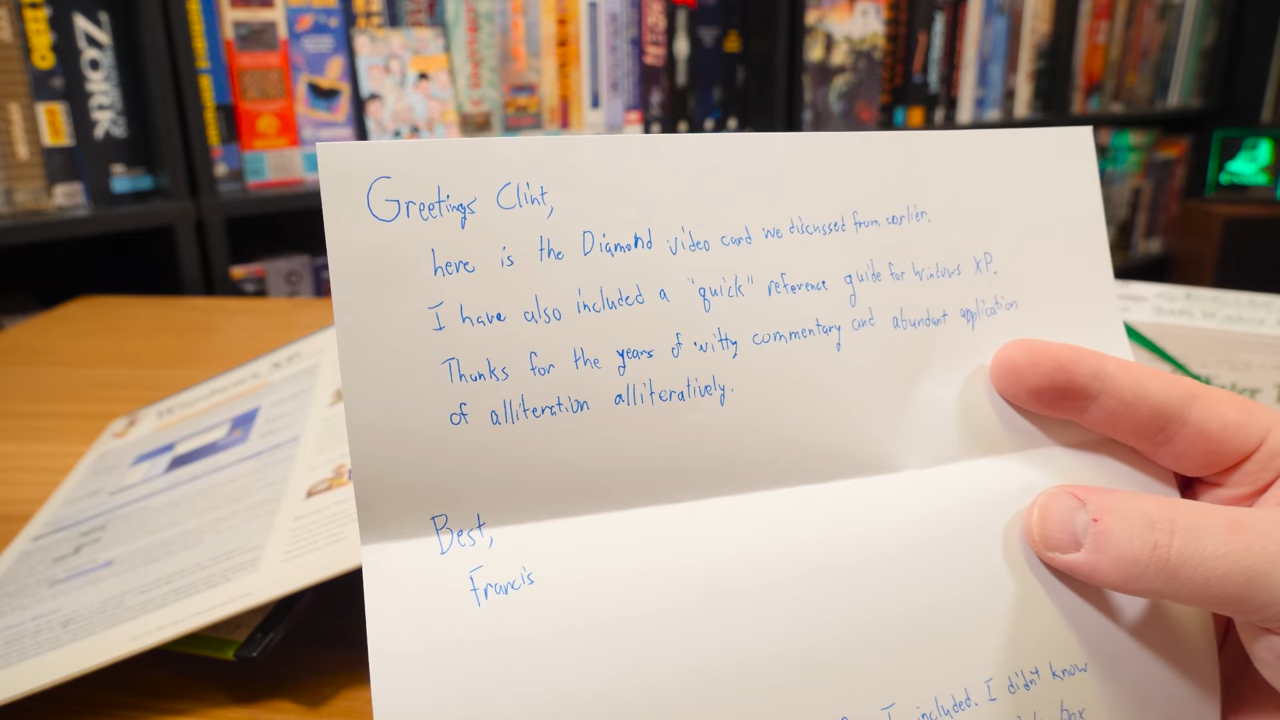 ZORK
Greetings Clint,
here is the Diamond video card we discussed from earlier.
I have also included a "quick" reference guide for Windows XP.
Thanks for the years of witty commentary and abundant application
of alliteration alliteratively.
Best,
Francis
I included. I didn't know
box